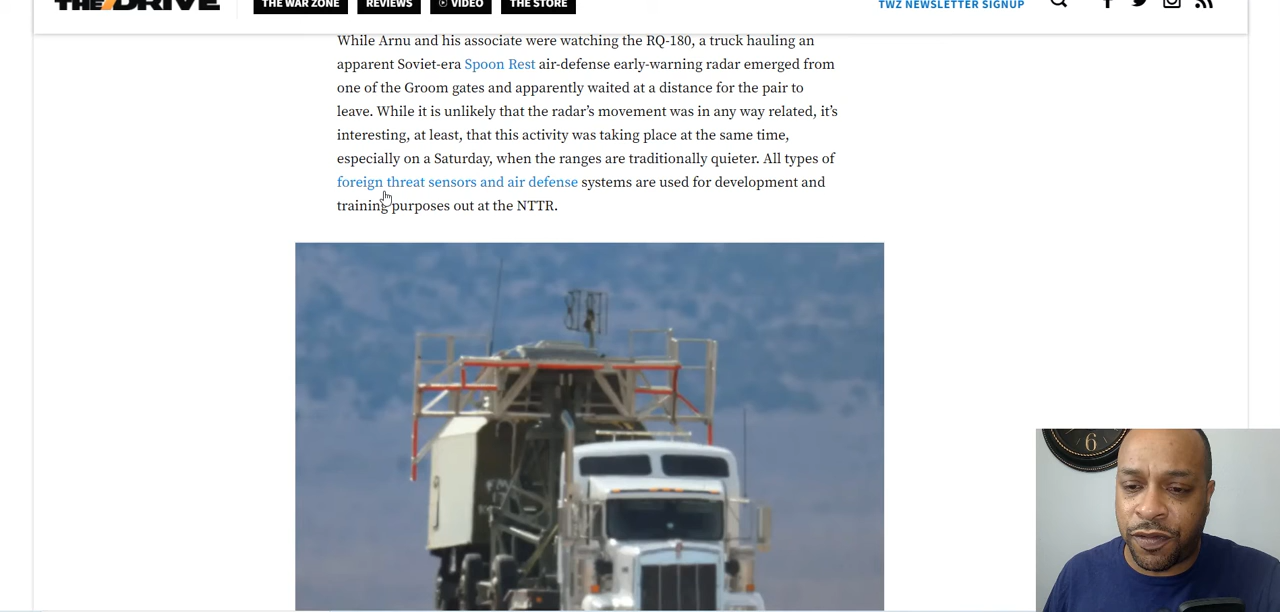 THE DRIVE
THE WAR ZONE
REVIEWS
VIDEO
THE STORE
TWZ NEWSLETTER SIGNUP
While Arnu and his associate were watching the RQ-180, a truck hauling an
apparent Soviet-era Spoon Rest air-defense early-warning radar emerged from
one of the Groom gates and apparently waited at a distance for the pair to
leave. While it is unlikely that the radar’s movement was in any way related, it’s
interesting, at least, that this activity was taking place at the same time,
especially on a Saturday, when the ranges are traditionally quieter. All types of
foreign threat sensors and air defense systems are used for development and
training purposes out at the NTTR.
6